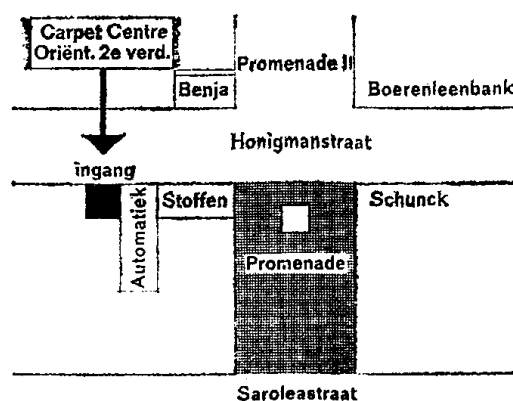 Carpet Centre
Oriënt. 2e verd.
Promenade II
Benja
Boerenleenbank
Honigmanstraat
ingang
Automatiek
Stoffen
Schunck
Promenade
Saroleastraat